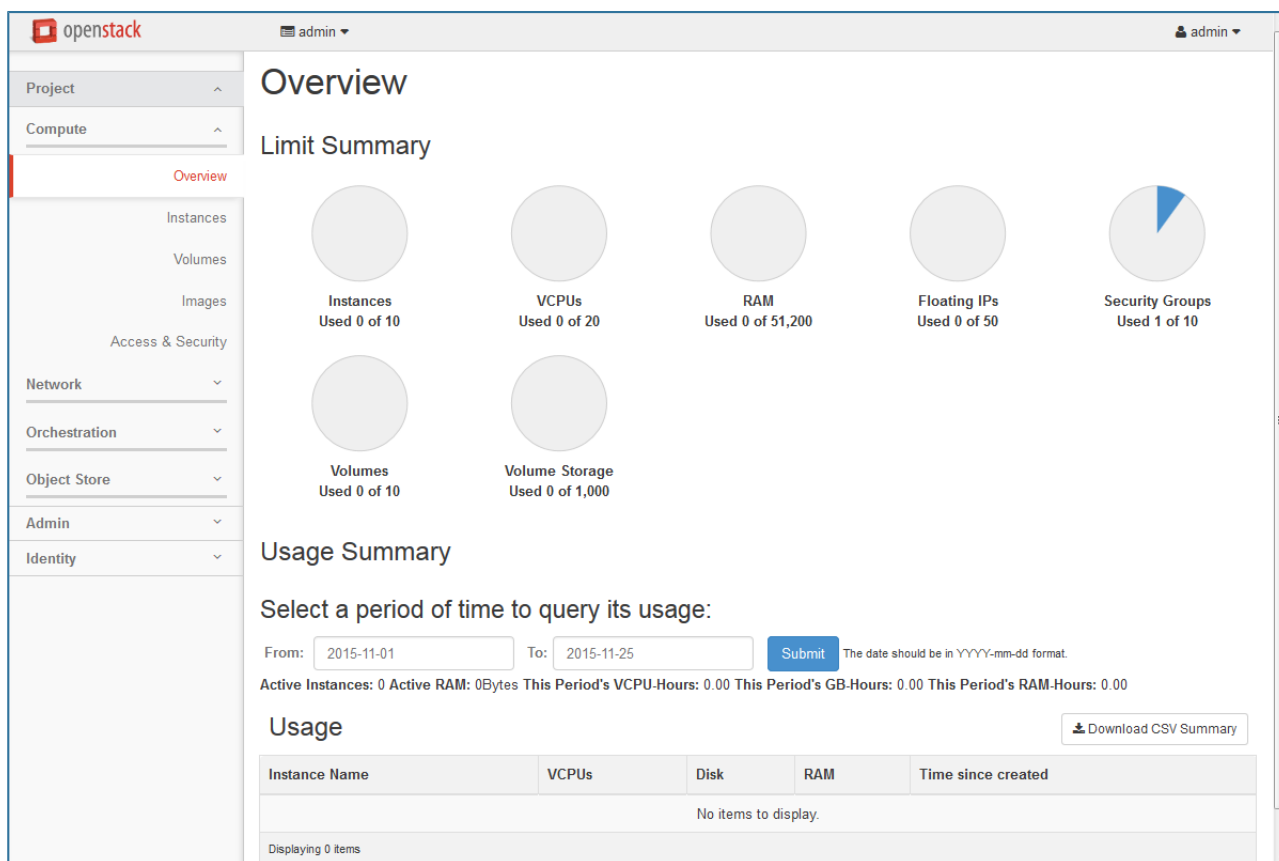 openstack
admin
admin
Project
Compute
Overview
Instances
Volumes
Images
Access & Security
Network
Orchestration
Object Store
Admin
Identity
Overview
Limit Summary
Instances
Used 0 of 10
VCPUs
Used 0 of 20
RAM
Used 0 of 51,200
Floating IPs
Used 0 of 50
Security Groups
Used 1 of 10
Volumes
Used 0 of 10
Volume Storage
Used 0 of 1,000
Usage Summary
Select a period of time to query its usage:
From: 2015-11-01 To: 2015-11-25 Submit The date should be in YYYY-mm-dd format.
Active Instances: 0 Active RAM: 0Bytes This Period's VCPU-Hours: 0.00 This Period's GB-Hours: 0.00 This Period's RAM-Hours: 0.00
Usage
Download CSV Summary
Instance Name VCPUs Disk RAM Time since created
No items to display.
Displaying 0 items